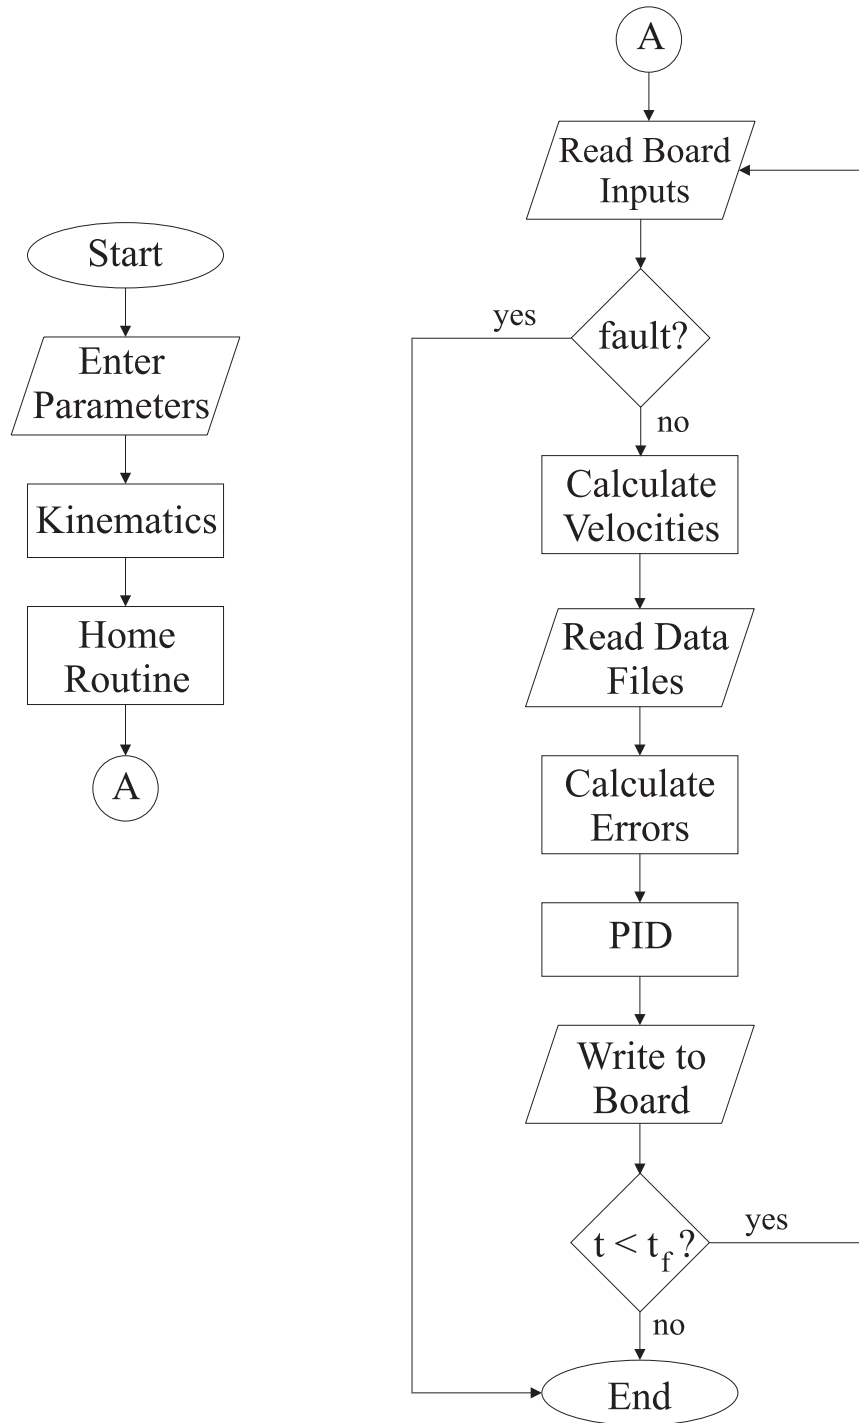 Start
Enter
Parameters
Kinematics
Home
Routine
A
A
Read Board
Inputs
fault?
yes
no
Calculate
Velocities
Read Data
Files
Calculate
Errors
PID
Write to
Board
t < t_f ?
yes
no
End